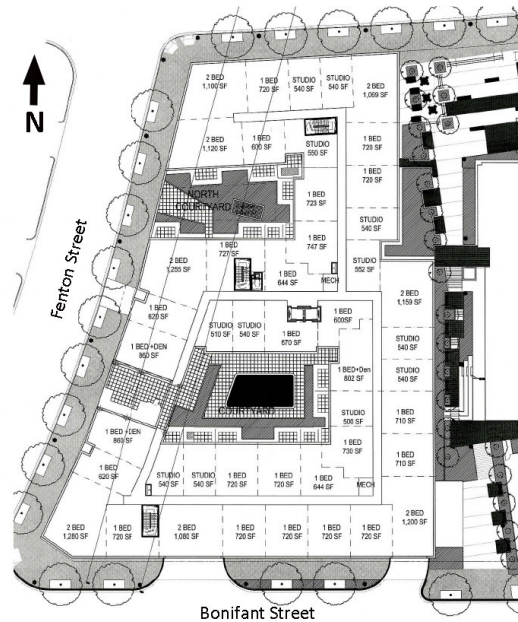 N
Fenton Street
2 BED
1,100 SF
1 BED
720 SF
STUDIO
540 SF
STUDIO
540 SF
2 BED
1,069 SF
2 BED
1,120 SF
1 BED
600 SF
STUDIO
550 SF
1 BED
720 SF
1 BED
720 SF
NORTH
COURTYARD
1 BED
723 SF
STUDIO
540 SF
1 BED
747 SF
2 BED
1,255 SF
1 BED
727 SF
1 BED
644 SF
MECH
STUDIO
552 SF
1 BED
620 SF
2 BED
1,159 SF
STUDIO
510 SF
STUDIO
540 SF
1 BED
670 SF
1 BED
600SF
1 BED +DEN
860 SF
STUDIO
540 SF
1 BED+Den
802 SF
STUDIO
540 SF
COURTYARD
STUDIO
500 SF
1 BED
710 SF
1 BED +DEN
860 SF
1 BED
730 SF
1 BED
710 SF
1 BED
620 SF
STUDIO
540 SF
STUDIO
540 SF
1 BED
720 SF
1 BED
720 SF
1 BED
644 SF
MECH
2 BED
1,280 SF
1 BED
720 SF
2 BED
1,080 SF
1 BED
720 SF
1 BED
720 SF
1 BED
720 SF
1 BED
720 SF
2 BED
1,200 SF
Bonifant Street